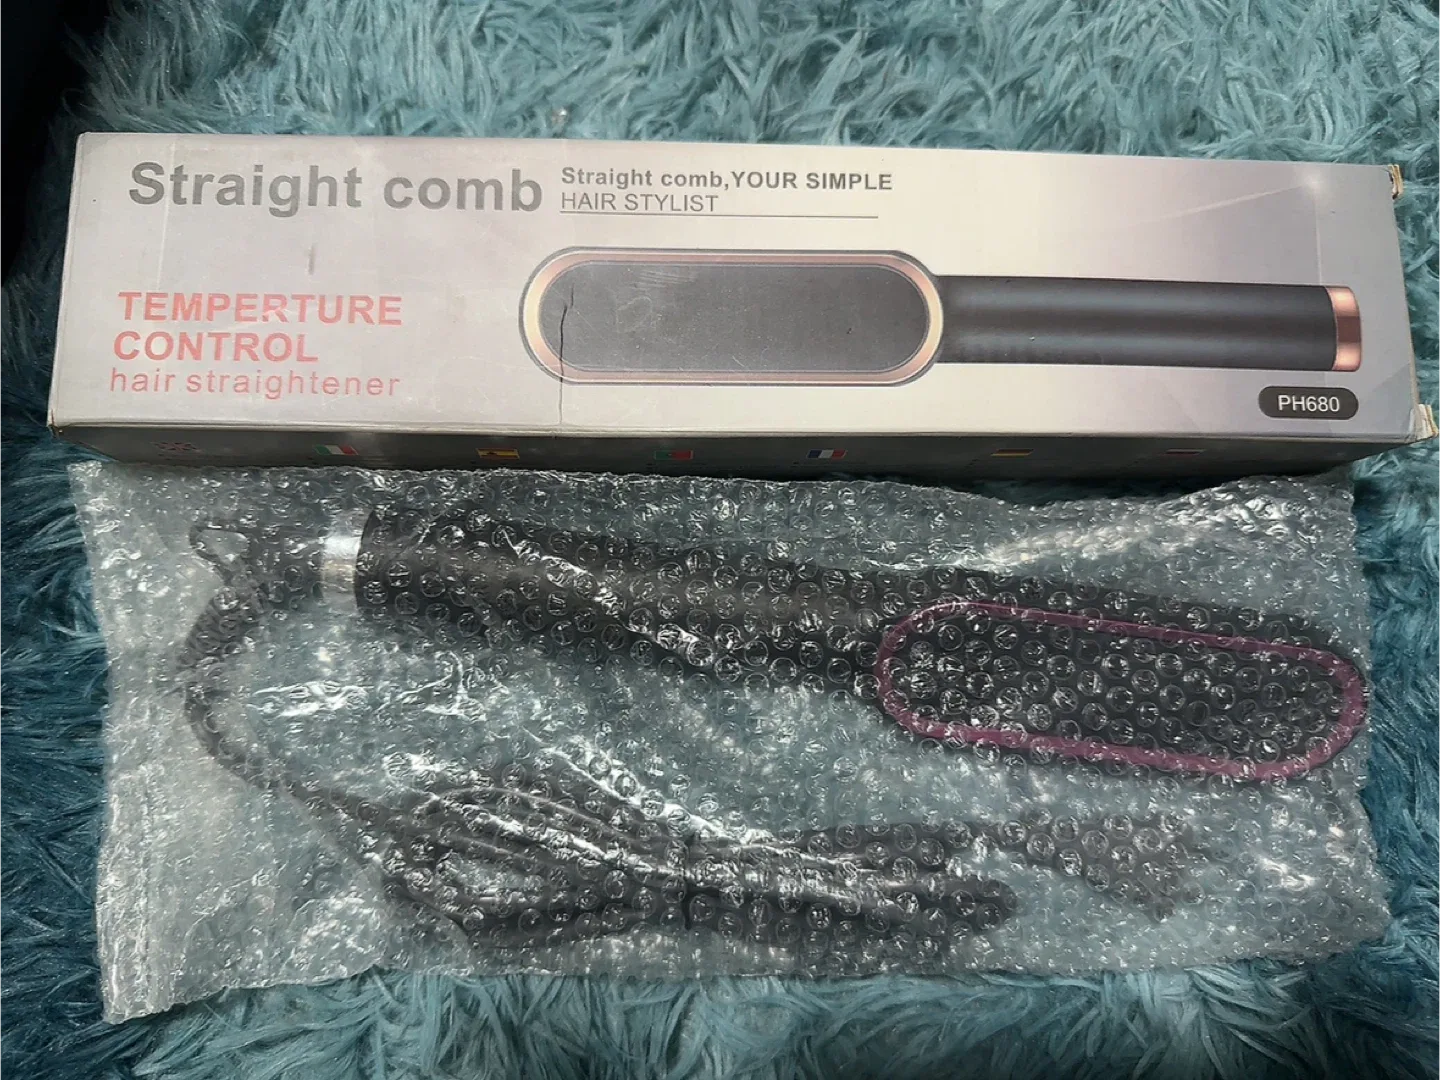 Straight comb
Straight comb,YOUR SIMPLE
HAIR STYLIST
TEMPERTURE
CONTROL
hair straightener
PH680